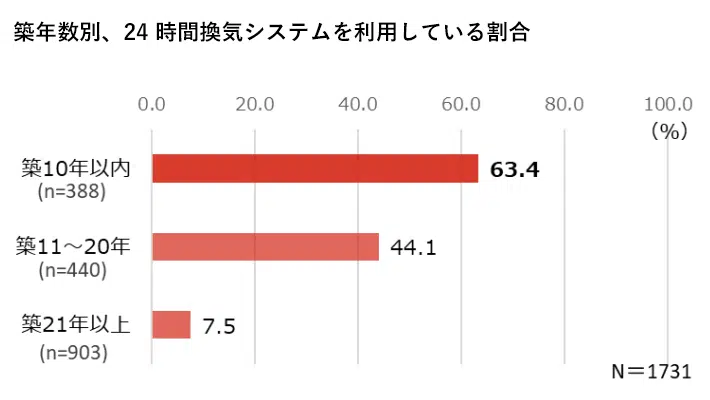 築年数別、24 時間換気システムを利用している割合
0.0 20.0 40.0 60.0 80.0 100.0
(%)
築10年以内 63.4
(n=388)
築11～20年 44.1
(n=440)
築21年以上 7.5
(n=903)
N＝1731